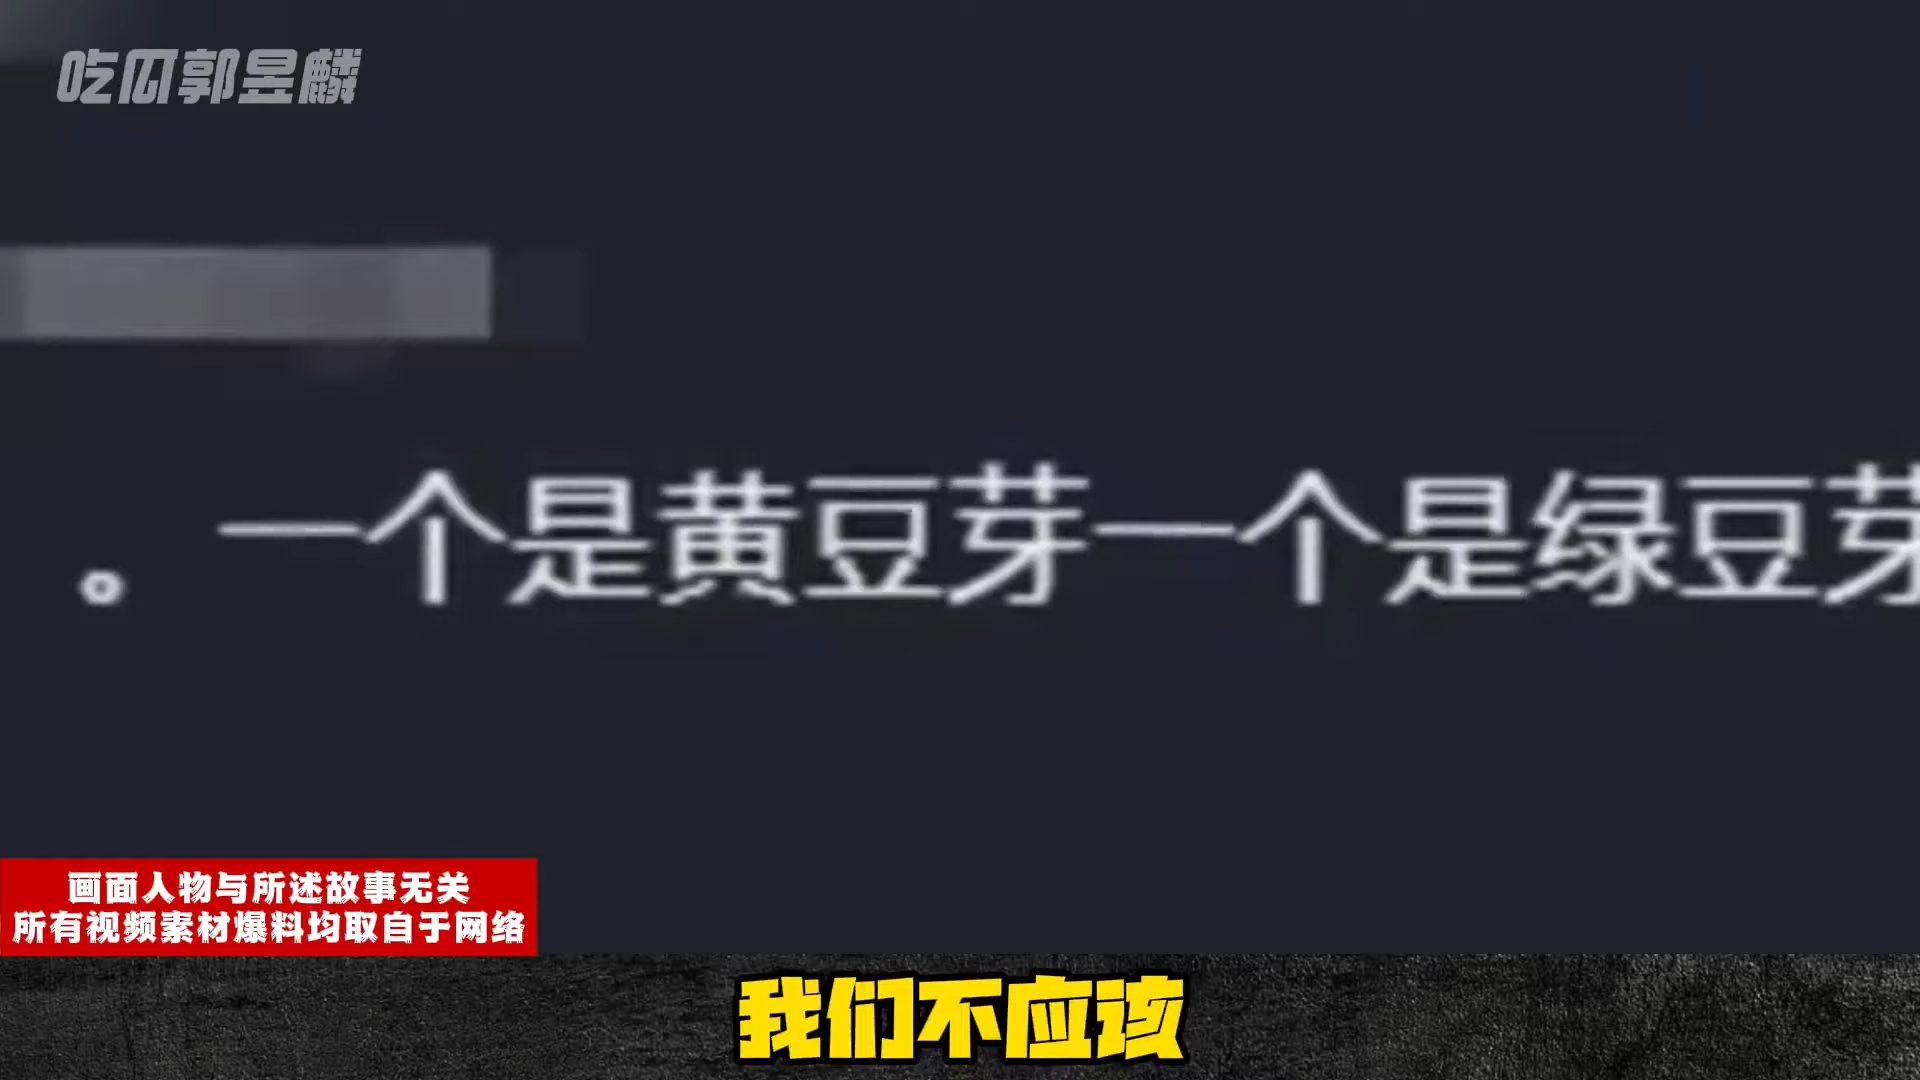 吃瓜郭昱麟
。一个是黄豆芽一个是绿豆芽
画面人物与所述故事无关
所有视频素材爆料均取自于网络
我们不应该